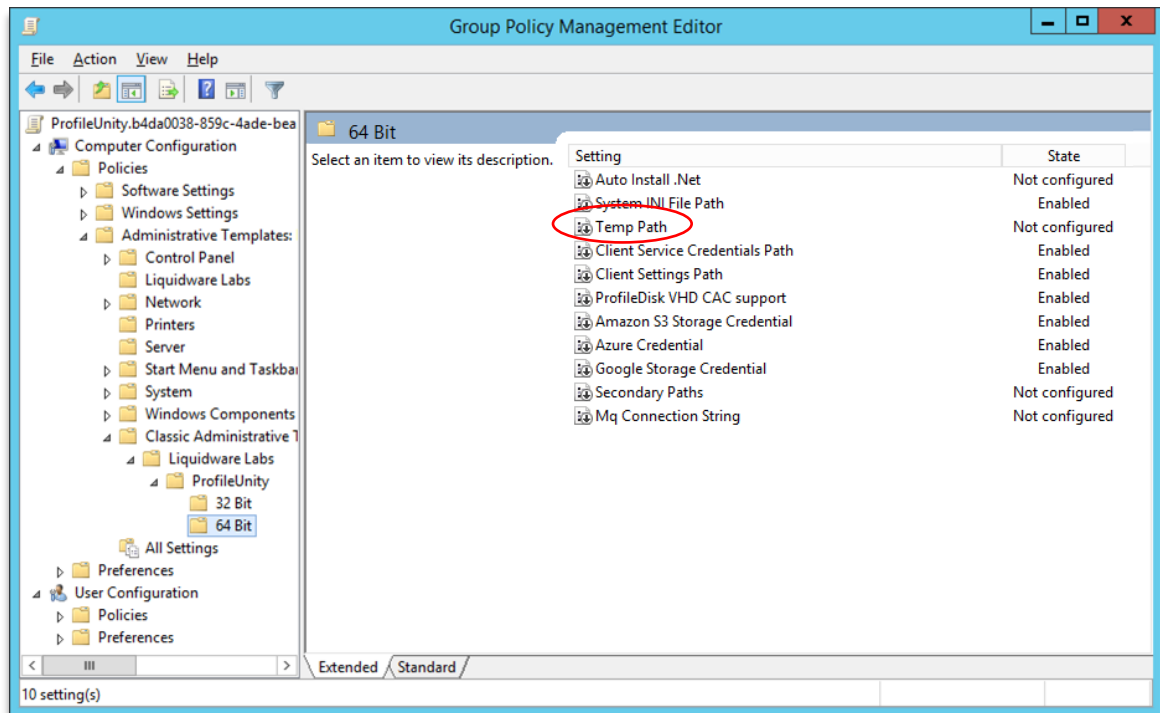 Group Policy Management Editor
File Action View Help
ProfileUnity.b4da0038-859c-4ade-bea
Computer Configuration
Policies
Software Settings
Windows Settings
Administrative Templates:
Control Panel
Liquidware Labs
Network
Printers
Server
Start Menu and Taskbar
System
Windows Components
Classic Administrative T
Liquidware Labs
ProfileUnity
32 Bit
64 Bit
All Settings
Preferences
User Configuration
Policies
Preferences
64 Bit
Select an item to view its description.
Setting State
Auto Install .Net Not configured
System INI File Path Enabled
Temp Path Not configured
Client Service Credentials Path Enabled
Client Settings Path Enabled
ProfileDisk VHD CAC support Enabled
Amazon S3 Storage Credential Enabled
Azure Credential Enabled
Google Storage Credential Enabled
Secondary Paths Not configured
Mq Connection String Not configured
Extended Standard
10 setting(s)